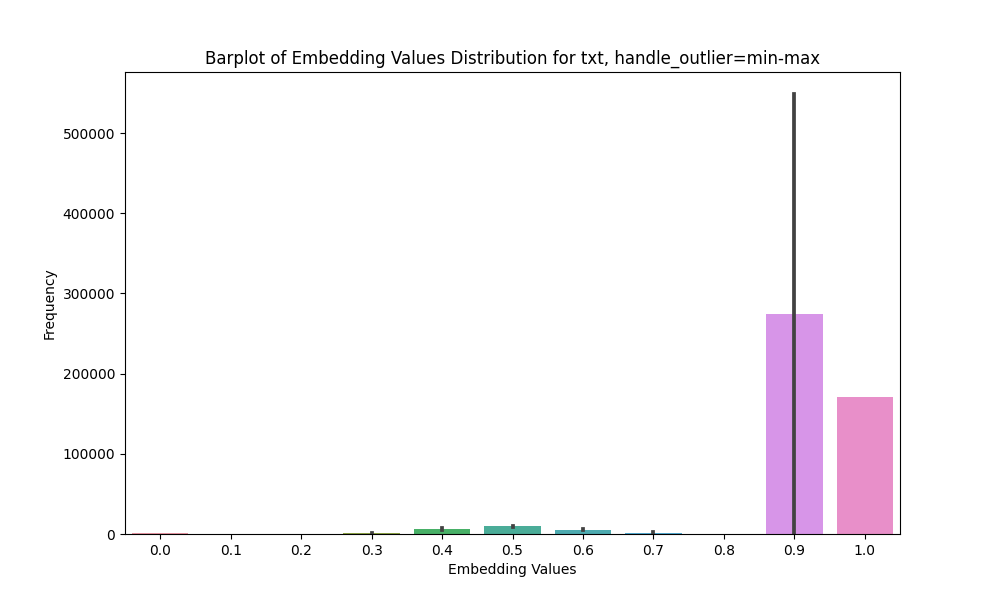 Barplot of Embedding Values Distribution for txt, handle_outlier=min-max
Frequency
500000
400000
300000
200000
100000
0
0.0 0.1 0.2 0.3 0.4 0.5 0.6 0.7 0.8 0.9 1.0
Embedding Values